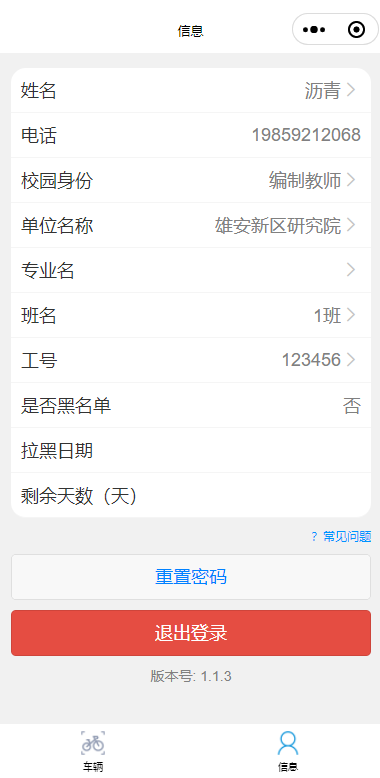 信息
姓名 沥青
电话 19859212068
校园身份 编制教师
单位名称 雄安新区研究院
专业名
班名 1班
工号 123456
是否黑名单 否
拉黑日期
剩余天数（天）
？常见问题
重置密码
退出登录
版本号: 1.1.3
车辆 信息